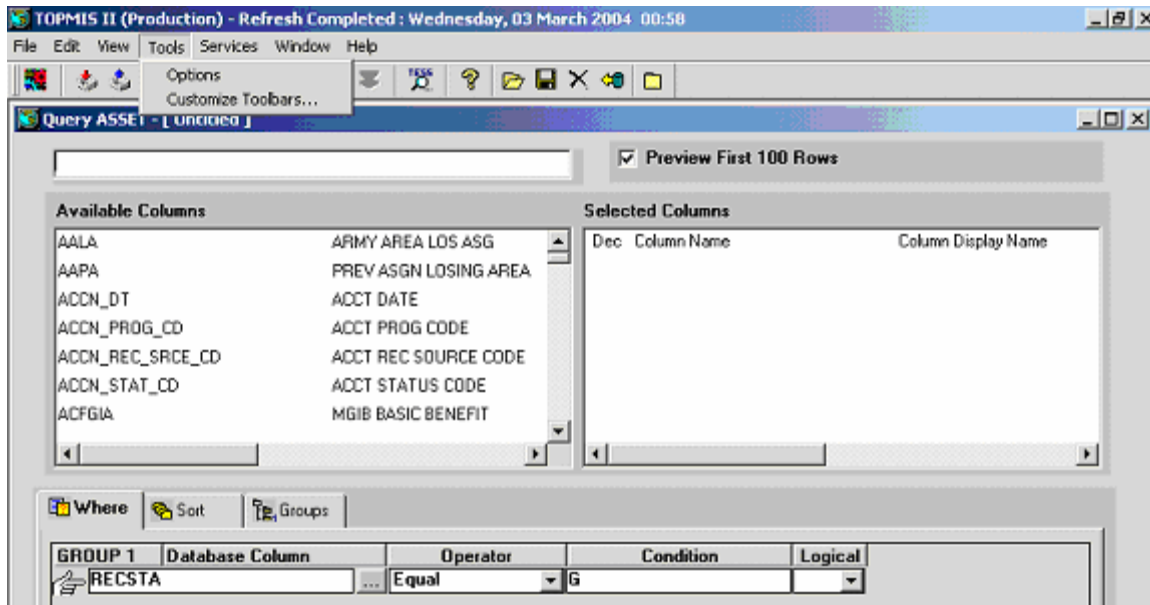 TOPMIS II (Production) - Refresh Completed : Wednesday, 03 March 2004 00:58
File Edit View Tools Services Window Help
Options
Customize Toolbars...
Query ASSET - [ Untitled ]
Preview First 100 Rows
Available Columns
Selected Columns
AALA ARMY AREA LOS ASG
AAPA PREV ASGN LOSING AREA
ACCN_DT ACCT DATE
ACCN_PROG_CD ACCT PROG CODE
ACCN_REC_SRCE_CD ACCT REC SOURCE CODE
ACCN_STAT_CD ACCT STATUS CODE
ACFGIA MGIB BASIC BENEFIT
Dec Column Name Column Display Name
Where Sort Groups
GROUP 1 Database Column Operator Condition Logical
RECSTA ... Equal G